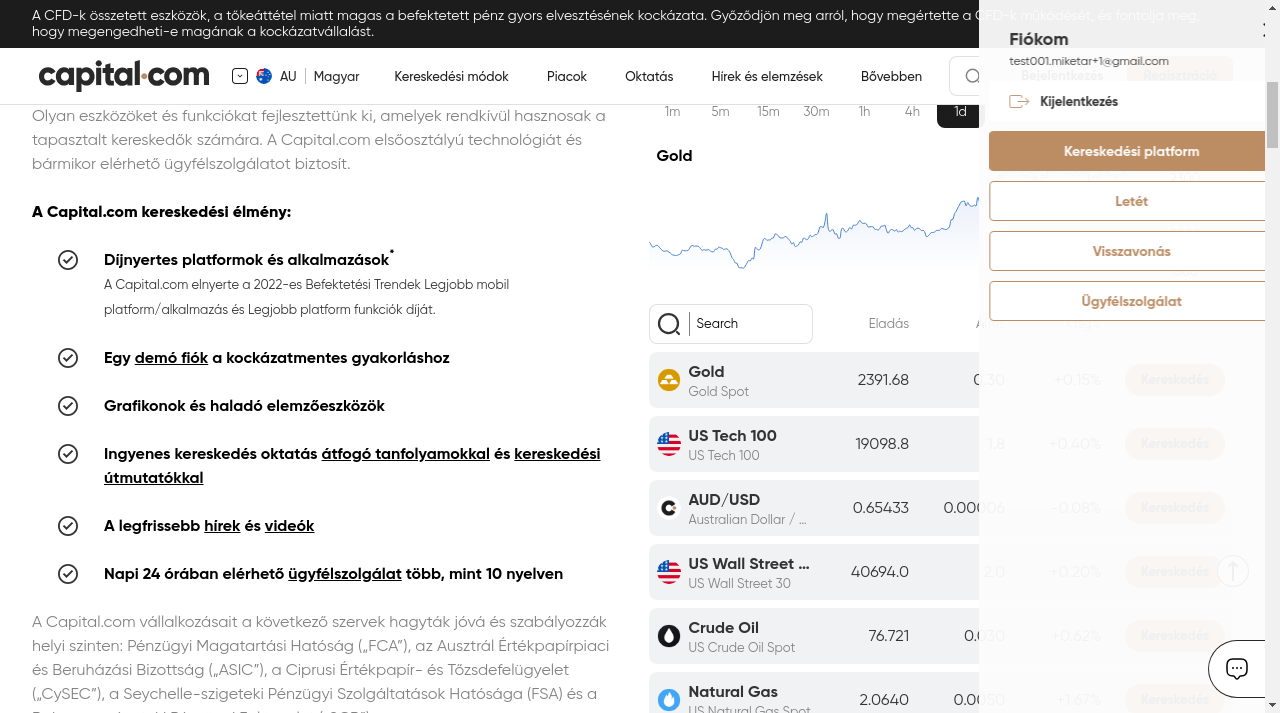 A CFD-k összetett eszközök, a tőkeáttétel miatt magas a befektetett pénz gyors elvesztésének kockázata. Győződjön meg arról, hogy megértette a CFD-k működését, és fontolja meg,
hogy megengedheti-e magának a kockázatvállalást.
capital.com
AU
Magyar
Kereskedési módok
Piacok
Oktatás
Hírek és elemzések
Bővebben
Bejelentkezés
Regisztráció
Fiókom
test001.miketar+1@gmail.com
Kijelentkezés
Kereskedési platform
Letét
Visszavonás
Ügyfélszolgálat
Olyan eszközöket és funkciókat fejlesztettünk ki, amelyek rendkívül hasznosak a
tapasztalt kereskedők számára. A Capital.com elsőosztályú technológiát és
bármikor elérhető ügyfélszolgálatot biztosít.
A Capital.com kereskedési élmény:
Díjnyertes platformok és alkalmazások*
A Capital.com elnyerte a 2022-es Befektetési Trendek Legjobb mobil
platform/alkalmazás és Legjobb platform funkciók díját.
Egy demó fiók a kockázatmentes gyakorláshoz
Grafikonok és haladó elemzőeszközök
Ingyenes kereskedés oktatás átfogó tanfolyamokkal és kereskedési
útmutatókkal
A legfrissebb hírek és videók
Napi 24 órában elérhető ügyfélszolgálat több, mint 10 nyelven
A Capital.com vállalkozásait a következő szervek hagyták jóvá és szabályozzák
helyi szinten: Pénzügyi Magatartási Hatóság („FCA”), az Ausztrál Értékpapírpiaci
és Beruházási Bizottság („ASIC”), a Ciprusi Értékpapír- és Tőzsdefelügyelet
(„CySEC”), a Seychelle-szigeteki Pénzügyi Szolgáltatások Hatósága (FSA) és a
1m 5m 15m 30m 1h 4h 1d
Gold
Search
Eladás
Gold 2391.68 0.30 +0.15% Kereskedés
Gold Spot
US Tech 100 19098.8 1.8 +0.40% Kereskedés
US Tech 100
AUD/USD 0.65433 0.00006 +0.08% Kereskedés
Australian Dollar / ...
US Wall Street ... 40694.0 2.0 +0.20% Kereskedés
US Wall Street 30
Crude Oil 76.721 0.030 +0.62% Kereskedés
US Crude Oil Spot
Natural Gas 2.0640 0.0050 +1.67% Kereskedés
US Natural Gas Spot